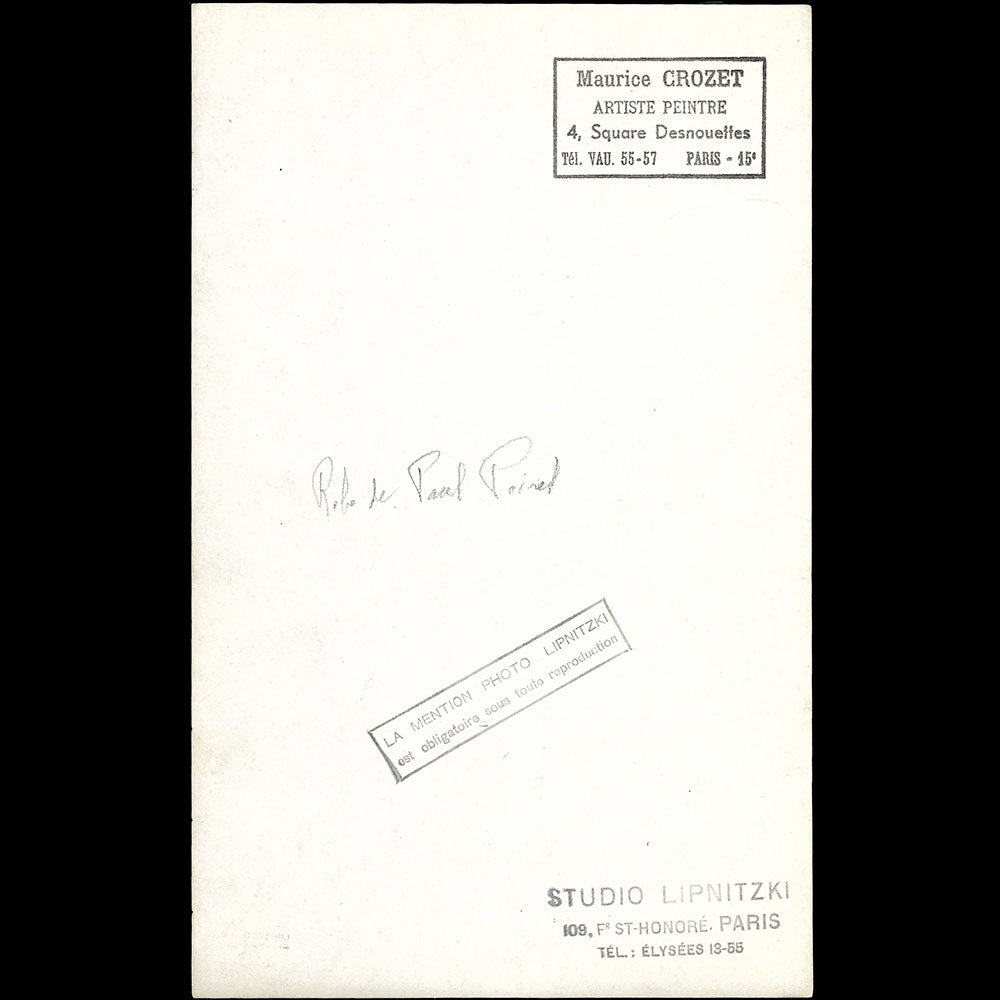 Maurice CROZET
ARTISTE PEINTRE
4, Square Desnouettes
Tél. VAU. 55-57 PARIS - 15e
Robe de Paul Poiret
LA MENTION PHOTO LIPNITZKI
est obligatoire sous toute reproduction
STUDIO LIPNITZKI
109, Fg ST-HONORÉ. PARIS
TÉL.: ÉLYSÉES 13-55